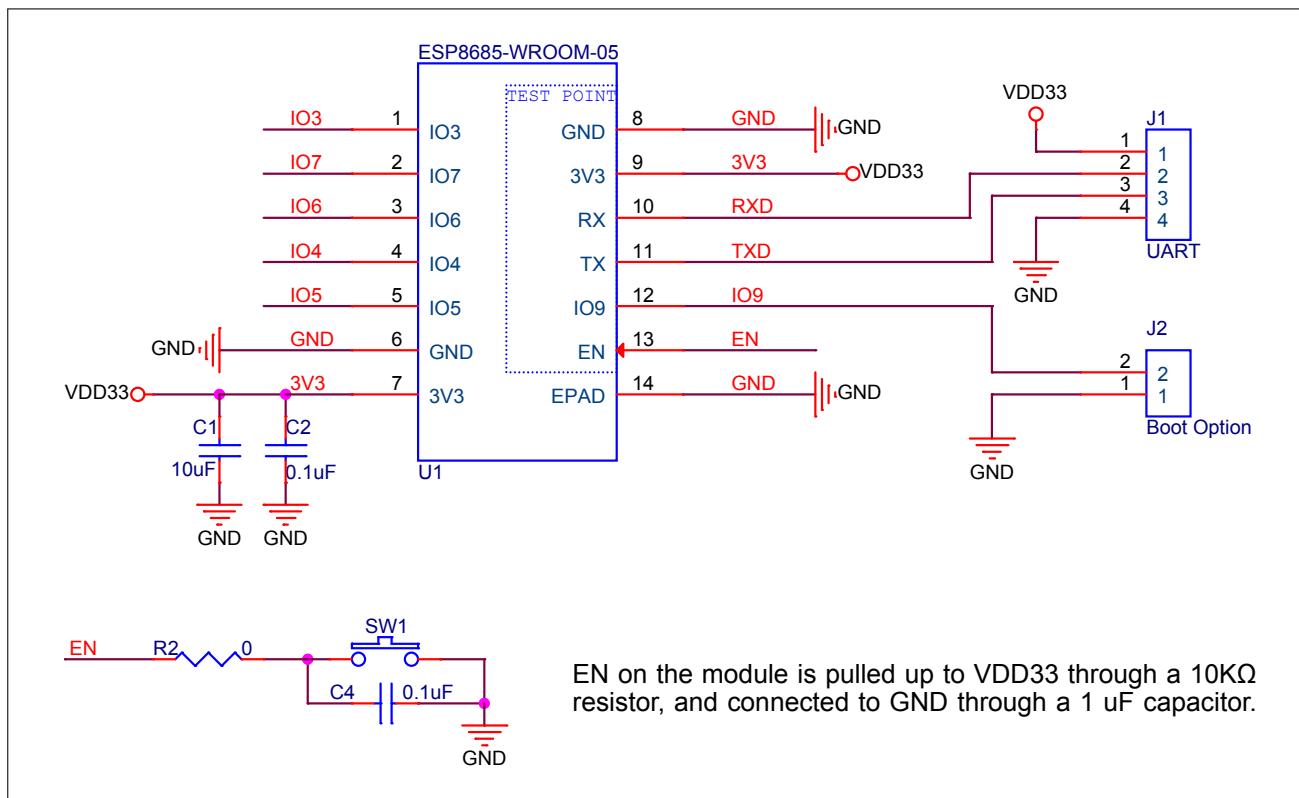 ESP8685-WROOM-05
TEST POINT
IO3 1 IO3
IO7 2 IO7
IO6 3 IO6
IO4 4 IO4
IO5 5 IO5
GND GND 6 GND
VDD33 3V3 7 3V3
GND 8 GND GND
3V3 9 3V3 VDD33
RX 10 RXD
TX 11 TXD
IO9 12 IO9
EN 13 EN
EPAD 14 GND GND
U1
C1
10uF
GND
C2
0.1uF
GND
VDD33
J1
1 1
2 2
3 3
4 4
UART
GND
J2
2 2
1 1
Boot Option
GND
EN R2 0
SW1
C4 0.1uF
GND
EN on the module is pulled up to VDD33 through a 10KΩ
resistor, and connected to GND through a 1 uF capacitor.